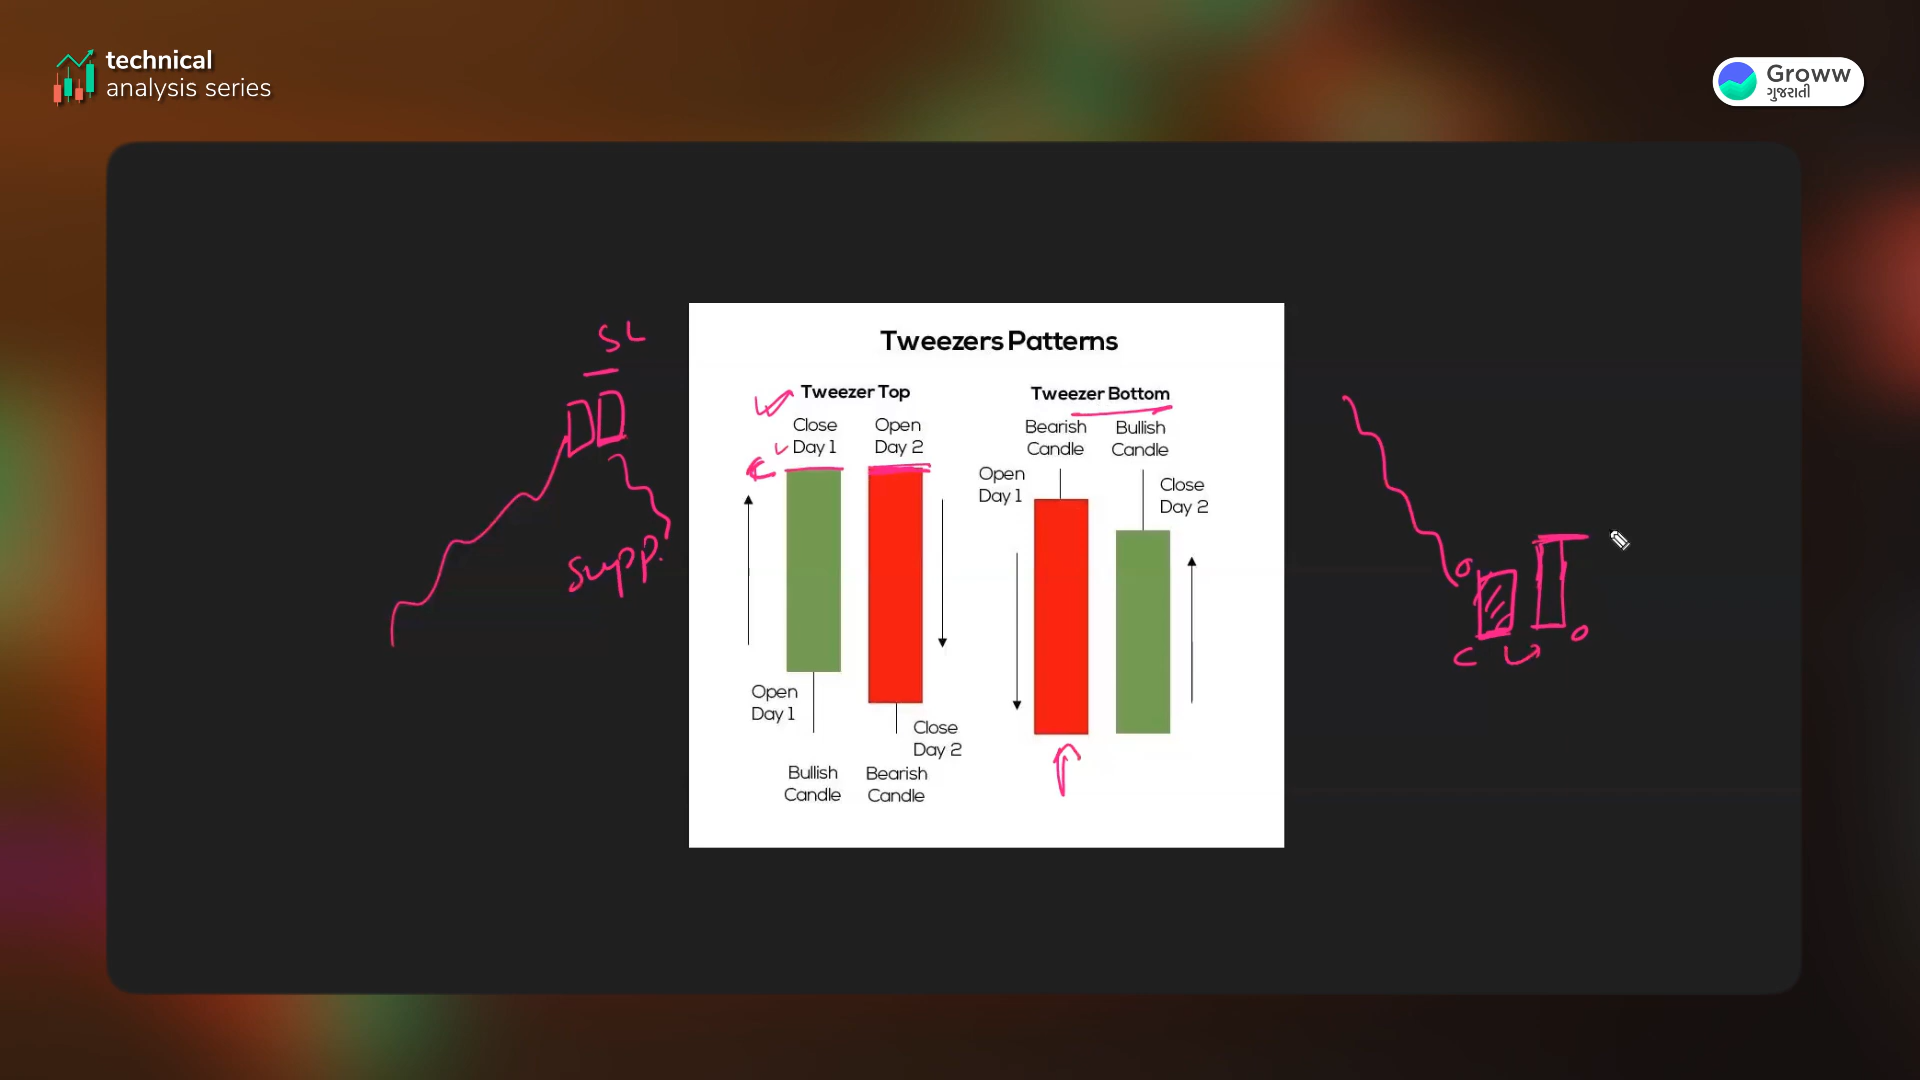 technical
analysis series
Groww
ગુજરાતી
SL
supp.
Tweezers Patterns
Tweezer Top
Close
Day 1
Open
Day 2
Open
Day 1
Close
Day 2
Bullish
Candle
Bearish
Candle
Tweezer Bottom
Bearish
Candle
Bullish
Candle
Open
Day 1
Close
Day 2
O
C
O